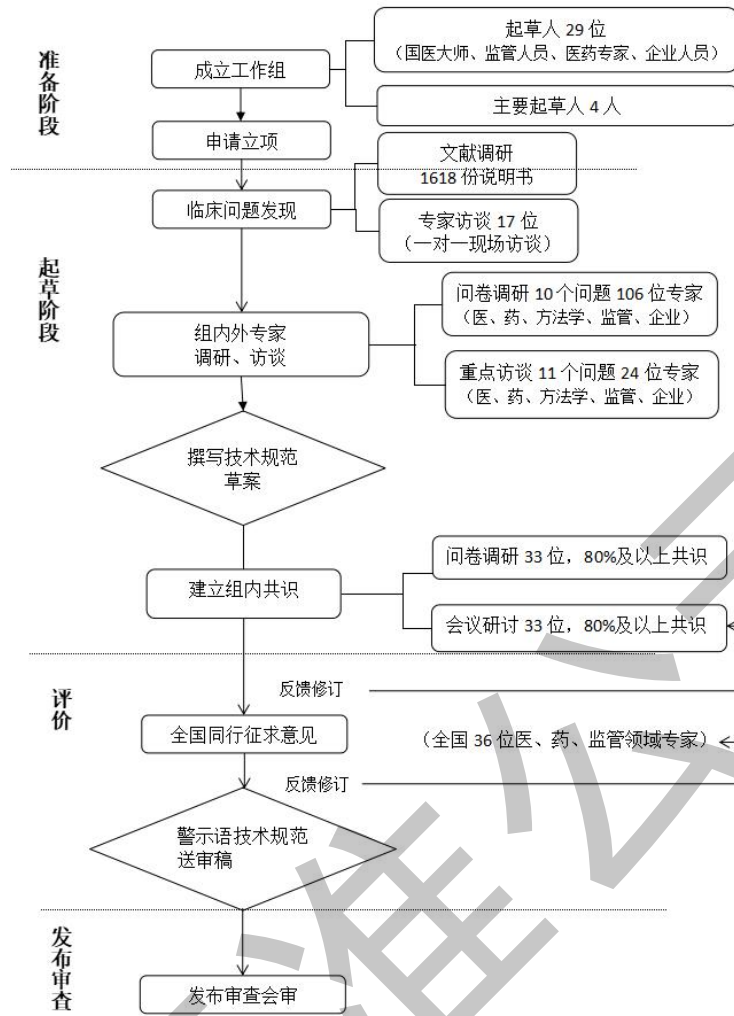 准备阶段
成立工作组
起草人 29 位
（国医大师、监管人员、医药专家、企业人员）
主要起草人 4 人
申请立项
文献调研
1618 份说明书
起草阶段
临床问题发现
专家访谈 17 位
（一对一现场访谈）
组内外专家
调研、访谈
问卷调研 10 个问题 106 位专家
（医、药、方法学、监管、企业）
重点访谈 11 个问题 24 位专家
（医、药、方法学、监管、企业）
撰写技术规范
草案
建立组内共识
问卷调研 33 位，80%及以上共识
会议研讨 33 位，80%及以上共识
评价
反馈修订
全国同行征求意见
（全国 36 位医、药、监管领域专家）
反馈修订
警示语技术规范
送审稿
发布审查
发布审查会审
准公